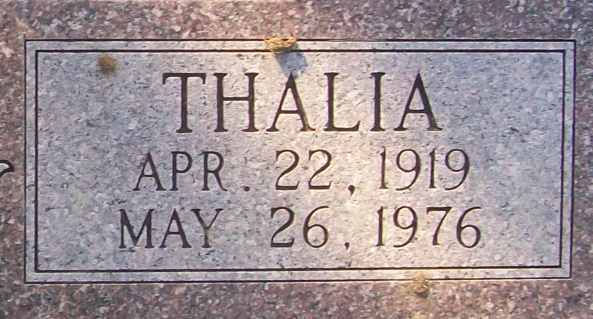 THALIA
APR. 22, 1919
MAY 26, 1976